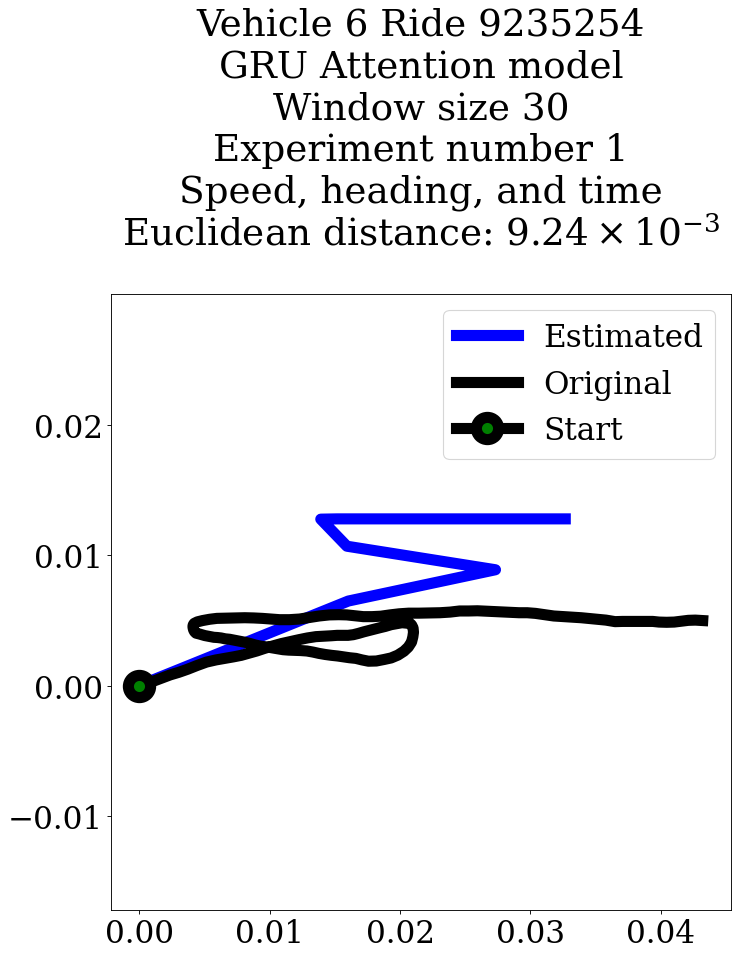 Vehicle 6 Ride 9235254
GRU Attention model
Window size 30
Experiment number 1
Speed, heading, and time
Euclidean distance: 9.24 × 10⁻³
Estimated
Original
Start
0.02
0.01
0.00
−0.01
0.00 0.01 0.02 0.03 0.04